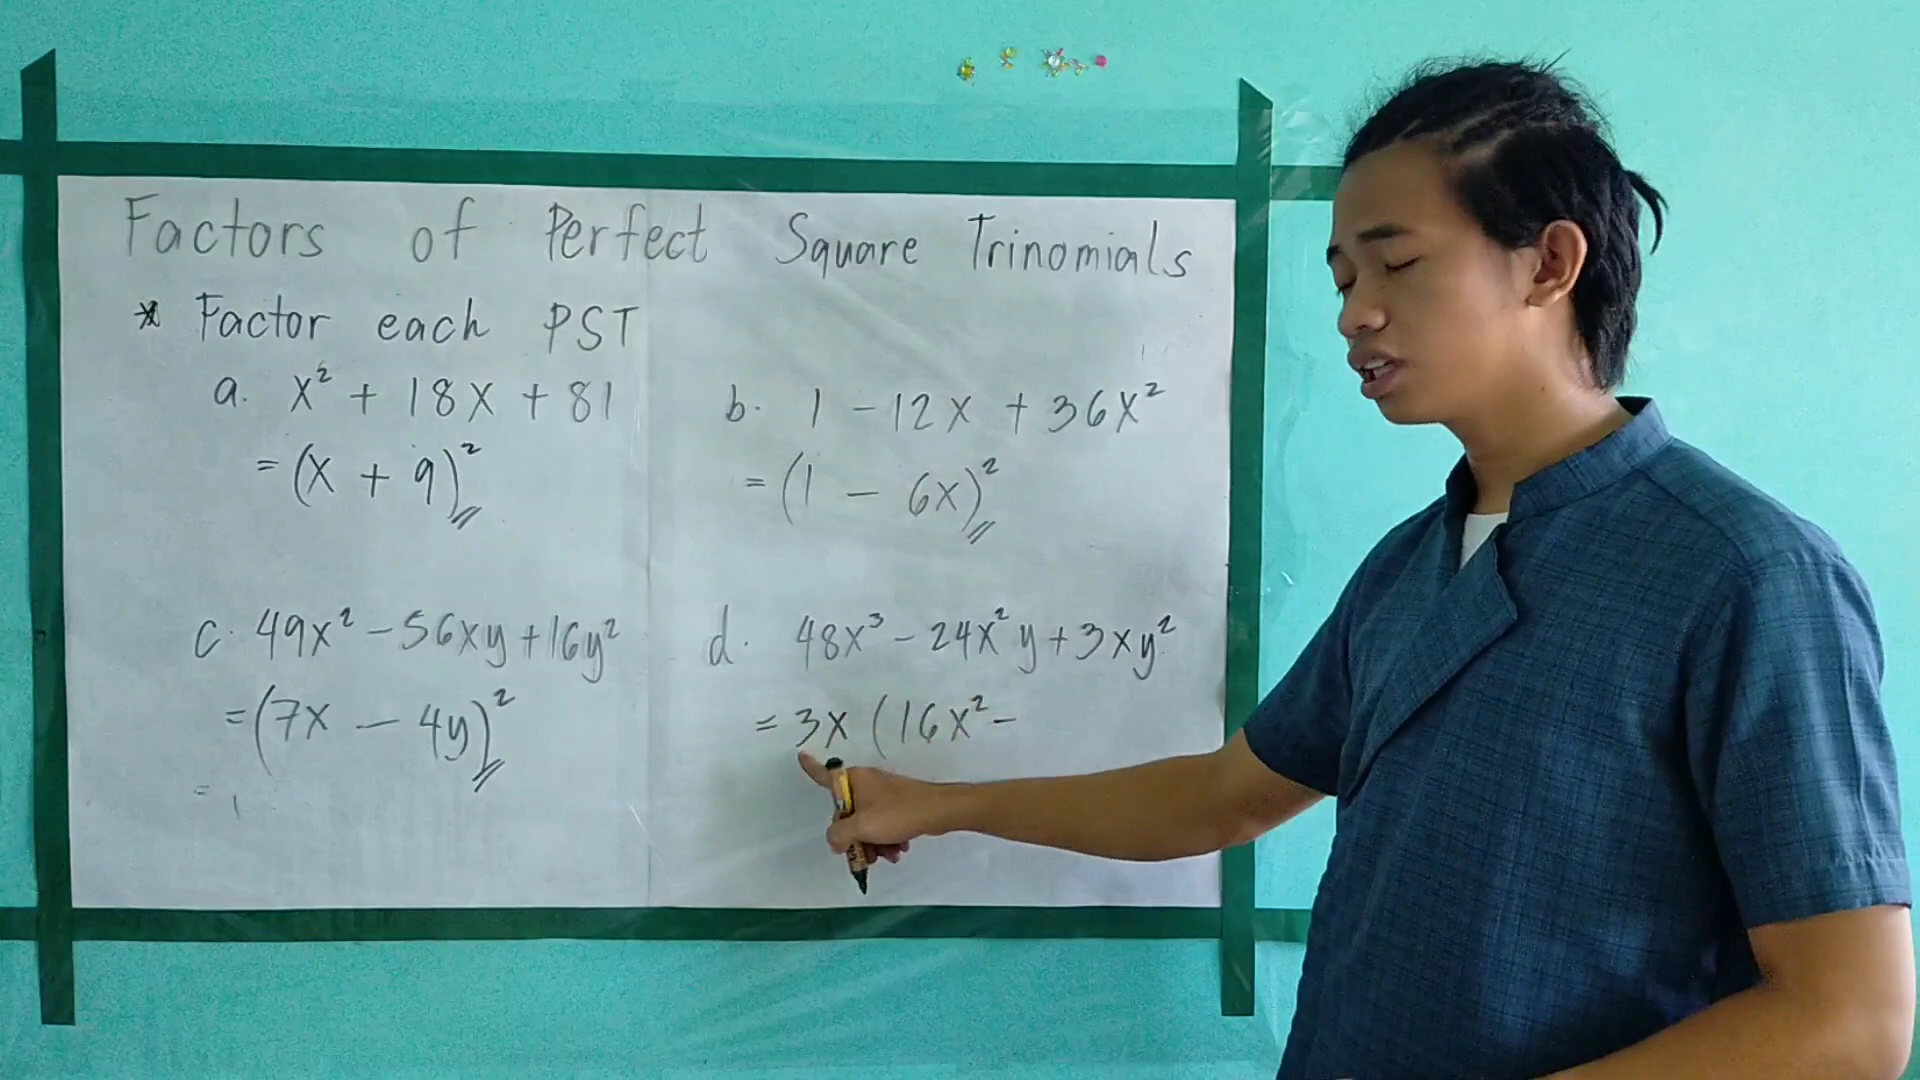 Factors of Perfect Square Trinomials
* Factor each PST
a. x² + 18x + 81
= (x + 9)²
b. 1 - 12x + 36x²
= (1 - 6x)²
c. 49x² - 56xy + 16y²
= (7x - 4y)²
=
d. 48x³ - 24x²y + 3xy²
= 3x (16x² -